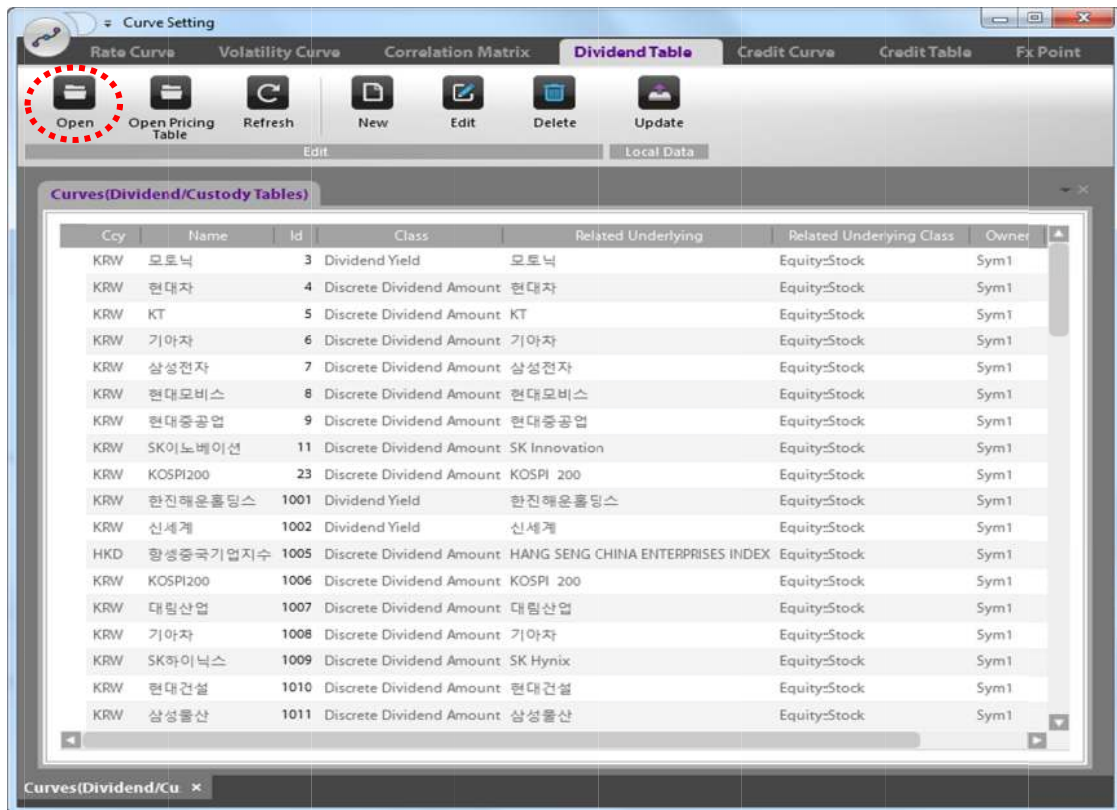 Curve Setting
Rate Curve Volatility Curve Correlation Matrix Dividend Table Credit Curve Credit Table Fx Point
Open Open Pricing Table Refresh New Edit Delete Update
Edit Local Data
Curves(Dividend/Custody Tables)
Ccy Name Id Class Related Underlying Related Underlying Class Owner
KRW 모토닉 3 Dividend Yield 모토닉 Equity::Stock Sym1
KRW 현대차 4 Discrete Dividend Amount 현대차 Equity::Stock Sym1
KRW KT 5 Discrete Dividend Amount KT Equity::Stock Sym1
KRW 기아차 6 Discrete Dividend Amount 기아차 Equity::Stock Sym1
KRW 삼성전자 7 Discrete Dividend Amount 삼성전자 Equity::Stock Sym1
KRW 현대모비스 8 Discrete Dividend Amount 현대모비스 Equity::Stock Sym1
KRW 현대중공업 9 Discrete Dividend Amount 현대중공업 Equity::Stock Sym1
KRW SK이노베이션 11 Discrete Dividend Amount SK Innovation Equity::Stock Sym1
KRW KOSPI200 23 Discrete Dividend Amount KOSPI 200 Equity::Stock Sym1
KRW 한진해운홀딩스 1001 Dividend Yield 한진해운홀딩스 Equity::Stock Sym1
KRW 신세계 1002 Dividend Yield 신세계 Equity::Stock Sym1
HKD 항셍중국기업지수 1005 Discrete Dividend Amount HANG SENG CHINA ENTERPRISES INDEX Equity::Stock Sym1
KRW KOSPI200 1006 Discrete Dividend Amount KOSPI 200 Equity::Stock Sym1
KRW 대림산업 1007 Discrete Dividend Amount 대림산업 Equity::Stock Sym1
KRW 기아차 1008 Discrete Dividend Amount 기아차 Equity::Stock Sym1
KRW SK하이닉스 1009 Discrete Dividend Amount SK Hynix Equity::Stock Sym1
KRW 현대건설 1010 Discrete Dividend Amount 현대건설 Equity::Stock Sym1
KRW 삼성물산 1011 Discrete Dividend Amount 삼성물산 Equity::Stock Sym1
Curves(Dividend/Cu ×